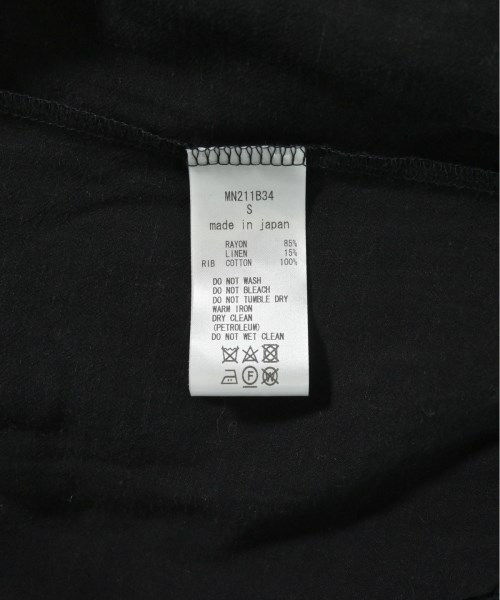 MN211B34
S
made in japan
RAYON 85%
LINEN 15%
RIB COTTON 100%
DO NOT WASH
DO NOT BLEACH
DO NOT TUMBLE DRY
WARM IRON
DRY CLEAN
(PETROLEUM)
DO NOT WET CLEAN
F W